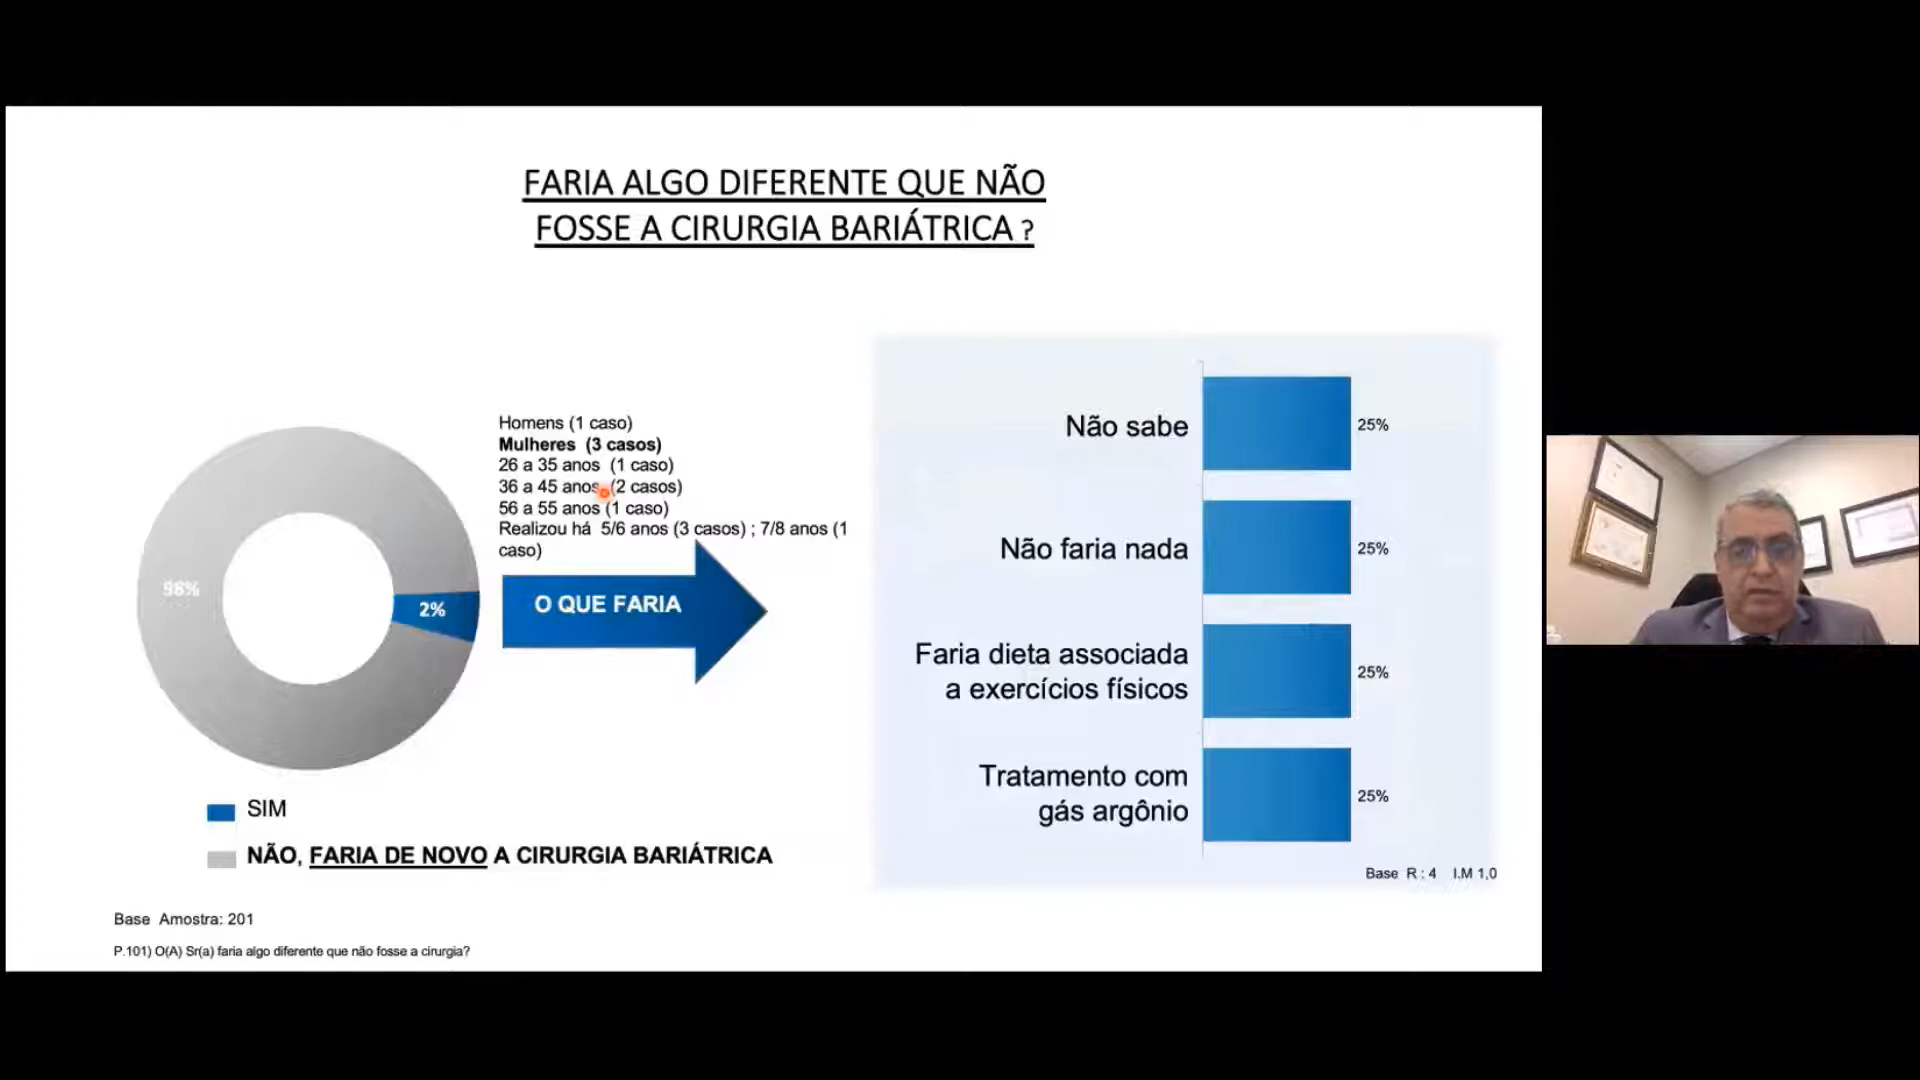 FARIA ALGO DIFERENTE QUE NÃO
FOSSE A CIRURGIA BARIÁTRICA ?
Homens (1 caso)
Mulheres (3 casos)
26 a 35 anos (1 caso)
36 a 45 anos (2 casos)
56 a 55 anos (1 caso)
Realizou há 5/6 anos (3 casos) ; 7/8 anos (1
caso)
98%
2%
O QUE FARIA
SIM
NÃO, FARIA DE NOVO A CIRURGIA BARIÁTRICA
Não sabe 25%
Não faria nada 25%
Faria dieta associada
a exercícios físicos 25%
Tratamento com
gás argônio 25%
Base R : 4 I.M 1,0
Base Amostra: 201
P.101) O(A) Sr(a) faria algo diferente que não fosse a cirurgia?